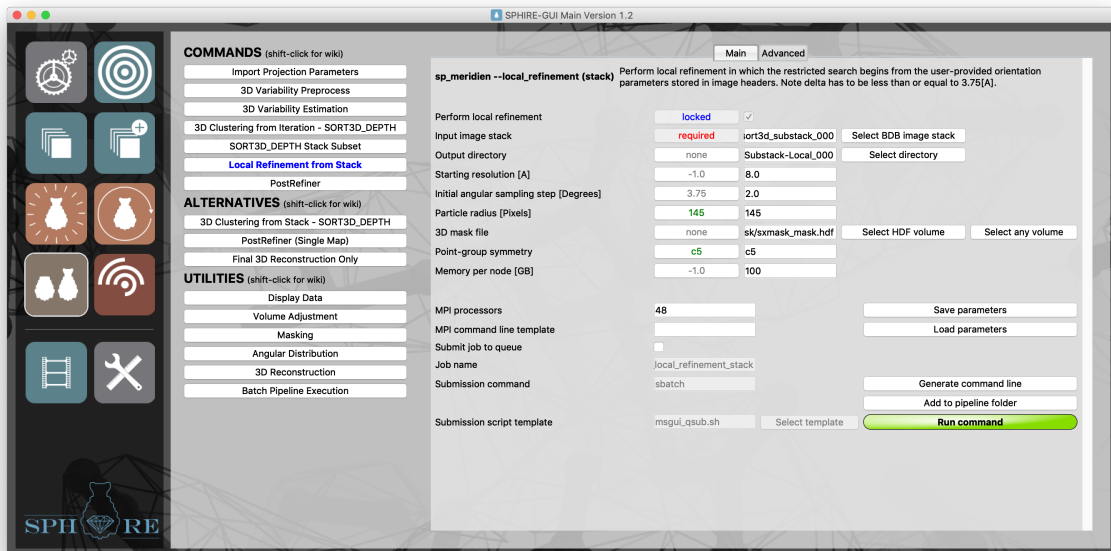 SPHIRE-GUI Main Version 1.2
COMMANDS (shift-click for wiki)
Import Projection Parameters
3D Variability Preprocess
3D Variability Estimation
3D Clustering from Iteration - SORT3D_DEPTH
SORT3D_DEPTH Stack Subset
Local Refinement from Stack
PostRefiner
ALTERNATIVES (shift-click for wiki)
3D Clustering from Stack - SORT3D_DEPTH
PostRefiner (Single Map)
Final 3D Reconstruction Only
UTILITIES (shift-click for wiki)
Display Data
Volume Adjustment
Masking
Angular Distribution
3D Reconstruction
Batch Pipeline Execution
SPHIRE
Main Advanced
sp_meridien --local_refinement (stack) Perform local refinement in which the restricted search begins from the user-provided orientation
parameters stored in image headers. Note delta has to be less than or equal to 3.75[A].
Perform local refinement locked
Input image stack required sort3d_substack_000 Select BDB image stack
Output directory none Substack-Local_000 Select directory
Starting resolution [A] -1.0 8.0
Initial angular sampling step [Degrees] 3.75 2.0
Particle radius [Pixels] 145 145
3D mask file none sk/sxmask_mask.hdf Select HDF volume Select any volume
Point-group symmetry c5 c5
Memory per node [GB] -1.0 100
MPI processors 48 Save parameters
MPI command line template Load parameters
Submit job to queue
Job name local_refinement_stack
Submission command sbatch Generate command line
Add to pipeline folder
Submission script template msgui_qsub.sh Select template Run command